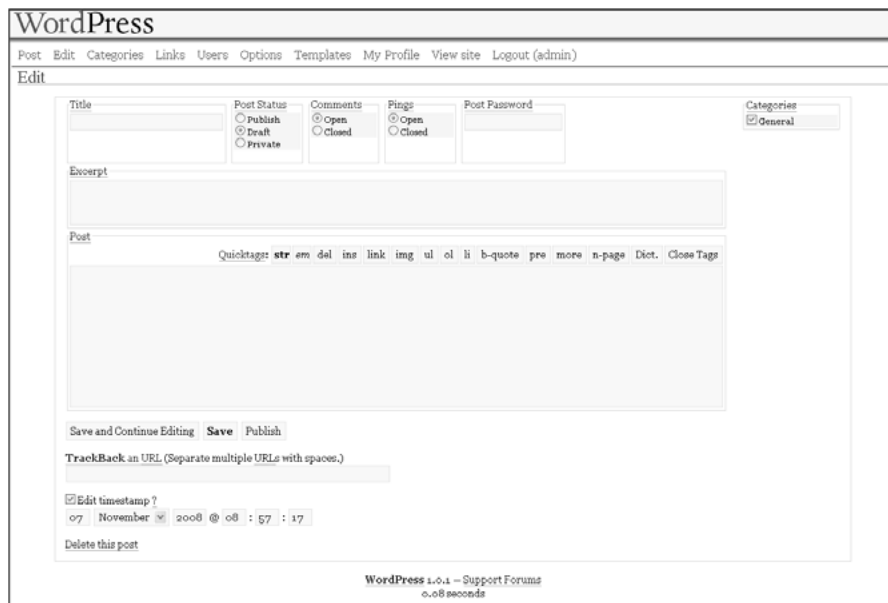 WordPress
Post Edit Categories Links Users Options Templates My Profile View site Logout (admin)
Edit
Title Post Status Comments Pings Post Password Categories
Publish Open Open General
Draft Closed Closed
Private
Excerpt
Post
Quicktags: str em del ins link img ul ol li b-quote pre more n-page Dict. Close Tags
Save and Continue Editing Save Publish
TrackBack an URL (Separate multiple URLs with spaces.)
Edit timestamp?
07 November 2008 @ 08 : 57 : 17
Delete this post
WordPress 1.0.1 – Support Forums
0.08 seconds